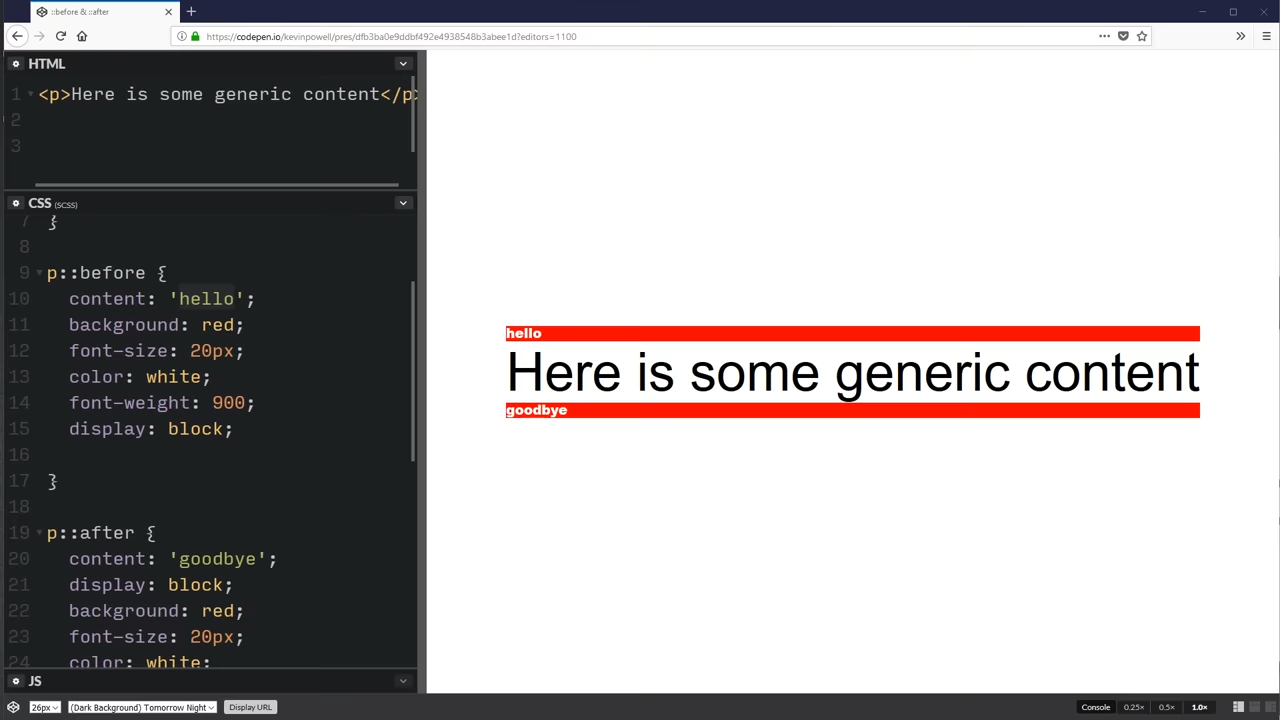 ::before & ::after
https://codepen.io/kevinpowell/pres/dfb3ba0e9ddbf492e4938548b3abee1d?editors=1100
HTML
1 <p>Here is some generic content</p>
2
3
CSS (SCSS)
7 }
8
9 p::before {
10 content: 'hello';
11 background: red;
12 font-size: 20px;
13 color: white;
14 font-weight: 900;
15 display: block;
16
17 }
18
19 p::after {
20 content: 'goodbye';
21 display: block;
22 background: red;
23 font-size: 20px;
24 color: white;
JS
hello
Here is some generic content
goodbye
26px (Dark Background) Tomorrow Night Display URL Console 0.25× 0.5× 1.0×